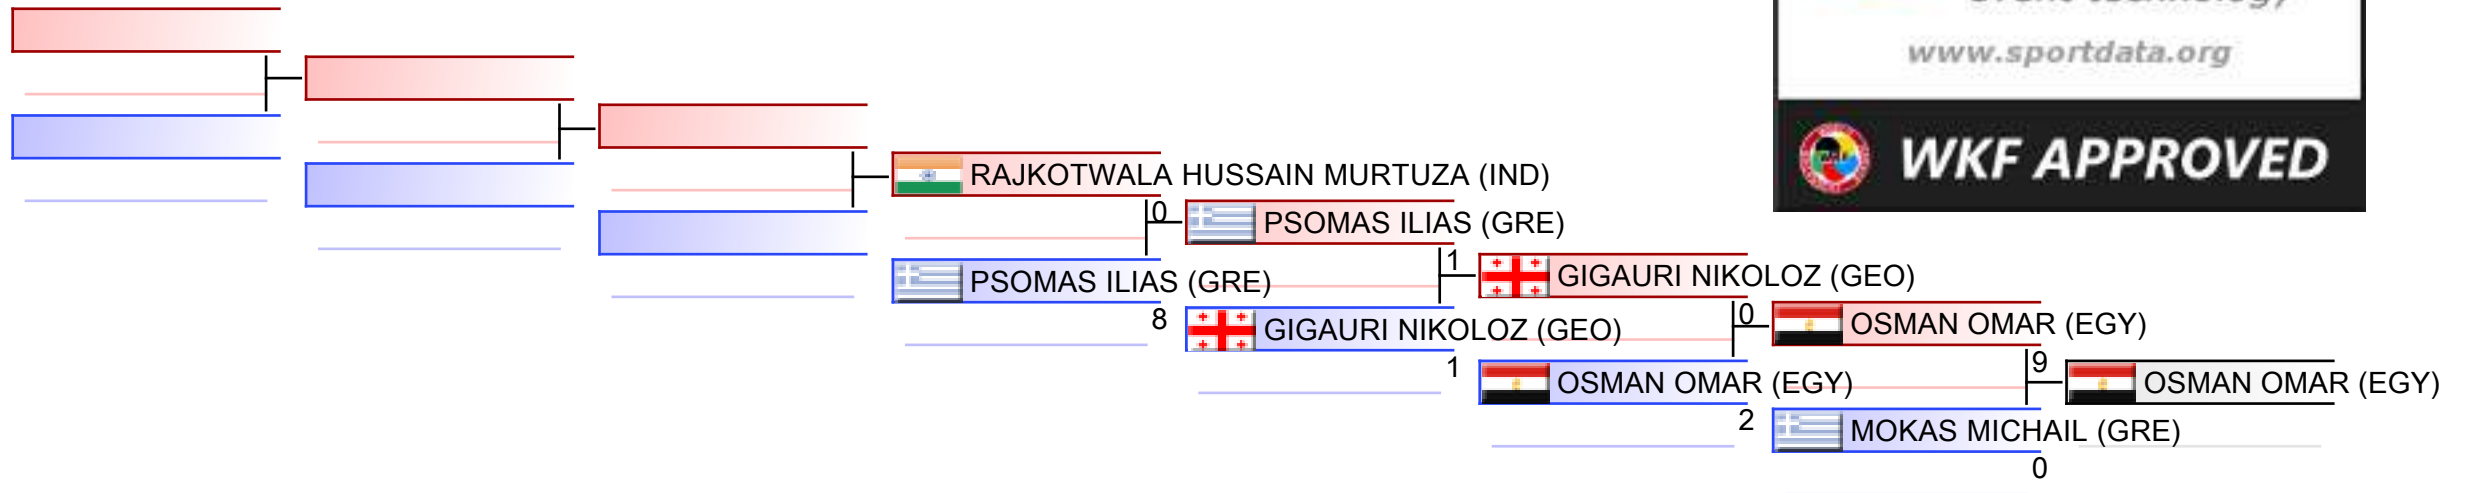 event technology
www.sportdata.org
WKF APPROVED
RAJKOTWALA HUSSAIN MURTUZA (IND)
0
PSOMAS ILIAS (GRE)
PSOMAS ILIAS (GRE)
8
1
GIGAURI NIKOLOZ (GEO)
GIGAURI NIKOLOZ (GEO)
1
0
OSMAN OMAR (EGY)
OSMAN OMAR (EGY)
2
9
OSMAN OMAR (EGY)
MOKAS MICHAIL (GRE)
0